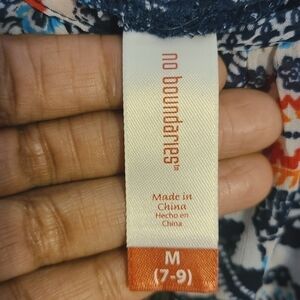 no boundaries
Made in
China
Hecho en
China
M
(7-9)